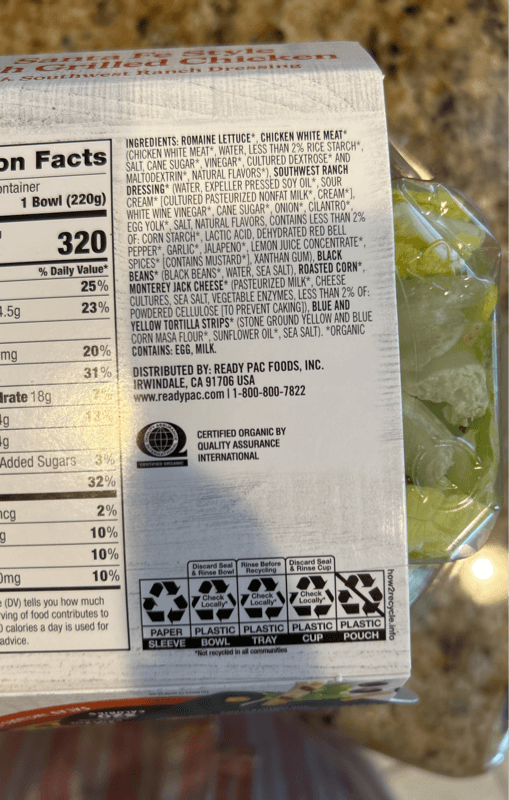 Santa Fe Style
h Grilled Chicken
Southwest Ranch Dressing
on Facts
ontainer
1 Bowl (220g)
320
% Daily Value*
25%
4.5g 23%
mg 20%
31%
drate 18g
Added Sugars 3%
32%
mcg 2%
g 10%
10%
0mg 10%
e (DV) tells you how much
ving of food contributes to
0 calories a day is used for
advice.
INGREDIENTS: ROMAINE LETTUCE*, CHICKEN WHITE MEAT*
(CHICKEN WHITE MEAT*, WATER, LESS THAN 2% RICE STARCH*,
SALT, CANE SUGAR*, VINEGAR*, CULTURED DEXTROSE* AND
MALTODEXTRIN*, NATURAL FLAVORS*), SOUTHWEST RANCH
DRESSING* (WATER, EXPELLER PRESSED SOY OIL*, SOUR
CREAM* [CULTURED PASTEURIZED NONFAT MILK*, CREAM*],
WHITE WINE VINEGAR*, CANE SUGAR*, ONION*, CILANTRO*,
EGG YOLK*, SALT, NATURAL FLAVORS, CONTAINS LESS THAN 2%
OF: CORN STARCH*, LACTIC ACID, DEHYDRATED RED BELL
PEPPER*, GARLIC*, JALAPENO*, LEMON JUICE CONCENTRATE*,
SPICES* [CONTAINS MUSTARD*], XANTHAN GUM), BLACK
BEANS* (BLACK BEANS*, WATER, SEA SALT), ROASTED CORN*,
MONTEREY JACK CHEESE* (PASTEURIZED MILK*, CHEESE
CULTURES, SEA SALT, VEGETABLE ENZYMES, LESS THAN 2% OF:
POWDERED CELLULOSE [TO PREVENT CAKING]), BLUE AND
YELLOW TORTILLA STRIPS* (STONE GROUND YELLOW AND BLUE
CORN MASA FLOUR*, SUNFLOWER OIL*, SEA SALT). *ORGANIC
CONTAINS: EGG, MILK.
DISTRIBUTED BY: READY PAC FOODS, INC.
IRWINDALE, CA 91706 USA
www.readypac.com | 1-800-800-7822
CERTIFIED ORGANIC
CERTIFIED ORGANIC BY
QUALITY ASSURANCE
INTERNATIONAL
Discard Seal
& Rinse Bowl
Rinse Before
Recycling
Discard Seal
& Rinse Cup
Check
Locally*
Check
Locally*
Check
Locally*
PAPER PLASTIC PLASTIC PLASTIC PLASTIC
SLEEVE BOWL TRAY CUP POUCH
*Not recycled in all communities
how2recycle.info